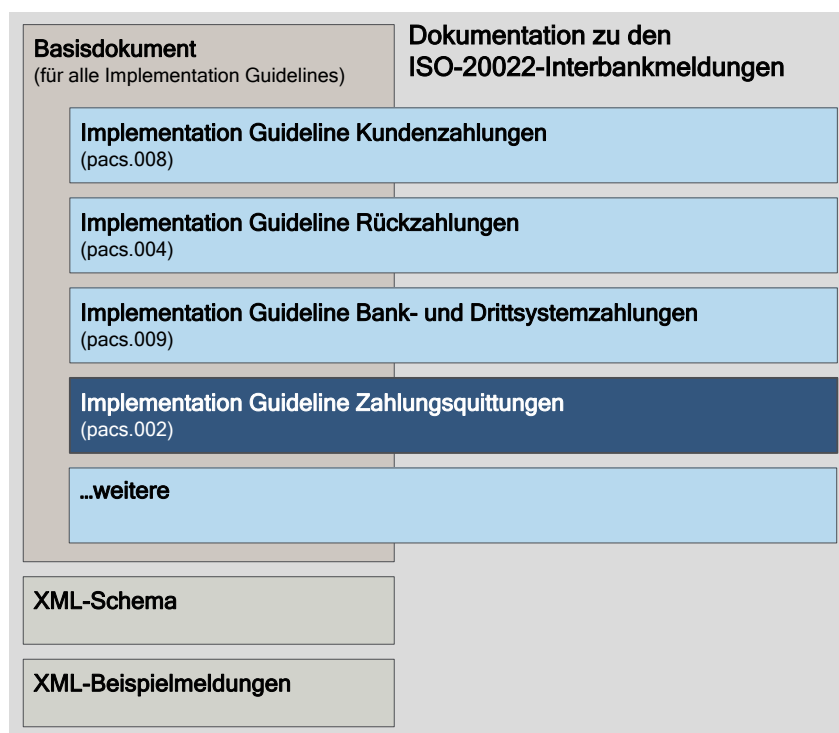 Basisdokument
(für alle Implementation Guidelines)
Dokumentation zu den
ISO-20022-Interbankmeldungen
Implementation Guideline Kundenzahlungen
(pacs.008)
Implementation Guideline Rückzahlungen
(pacs.004)
Implementation Guideline Bank- und Drittsystemzahlungen
(pacs.009)
Implementation Guideline Zahlungsquittungen
(pacs.002)
...weitere
XML-Schema
XML-Beispielmeldungen